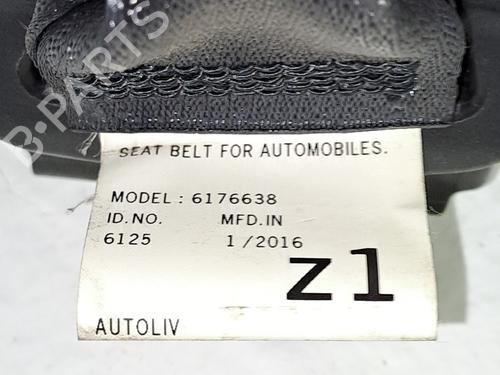 B-PARTS
SEAT BELT FOR AUTOMOBILES.
MODEL : 6176638
ID.NO. MFD.IN
6125 1/2016
z1
AUTOLIV